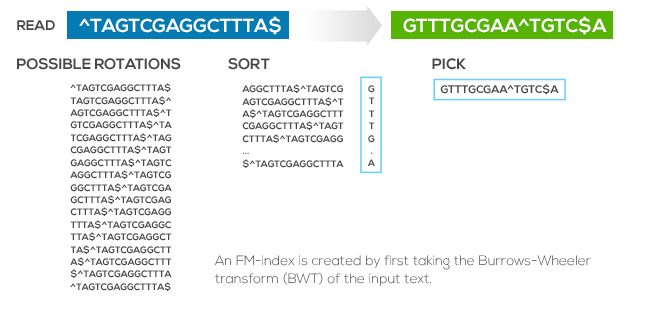 READ ^TAGTCGAGGCTTTA$ GTTTGCGAA^TGTC$A
POSSIBLE ROTATIONS SORT PICK
^TAGTCGAGGCTTTA$
TAGTCGAGGCTTTA$^
AGTCGAGGCTTTA$^T
GTCGAGGCTTTA$^TA
TCGAGGCTTTA$^TAG
CGAGGCTTTA$^TAGT
GAGGCTTTA$^TAGTC
AGGCTTTA$^TAGTCG
GGCTTTA$^TAGTCGA
GCTTTA$^TAGTCGAG
CTTTA$^TAGTCGAGG
TTTA$^TAGTCGAGGC
TTA$^TAGTCGAGGCT
TA$^TAGTCGAGGCTT
A$^TAGTCGAGGCTTT
$^TAGTCGAGGCTTTA
^TAGTCGAGGCTTTA$
AGGCTTTA$^TAGTCG G
AGTCGAGGCTTTA$^T T
A$^TAGTCGAGGCTTT T
CGAGGCTTTA$^TAGT T
CTTTA$^TAGTCGAGG G
... .
$^TAGTCGAGGCTTTA A
GTTTGCGAA^TGTC$A
An FM-index is created by first taking the Burrows-Wheeler
transform (BWT) of the input text.